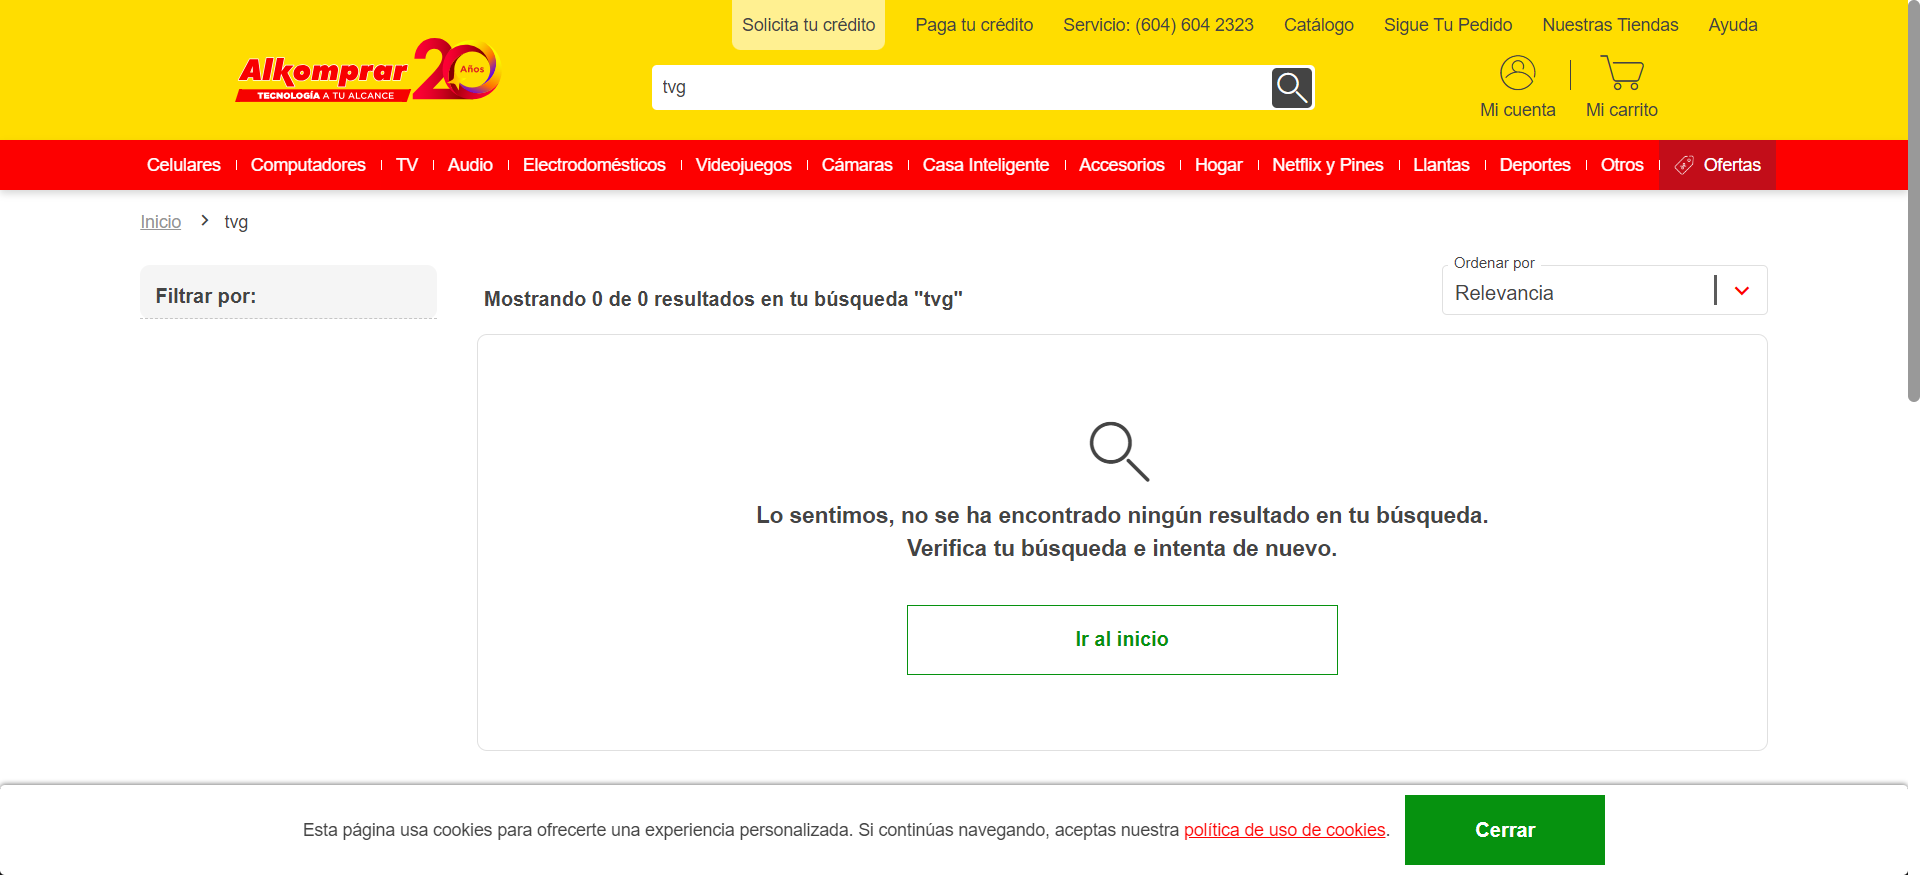 Solicita tu crédito Paga tu crédito Servicio: (604) 604 2323 Catálogo Sigue Tu Pedido Nuestras Tiendas Ayuda
Alkomprar 20 Años
TECNOLOGÍA A TU ALCANCE
tvg
Mi cuenta Mi carrito
Celulares Computadores TV Audio Electrodomésticos Videojuegos Cámaras Casa Inteligente Accesorios Hogar Netflix y Pines Llantas Deportes Otros Ofertas
Inicio > tvg
Filtrar por:
Mostrando 0 de 0 resultados en tu búsqueda "tvg"
Ordenar por
Relevancia
Lo sentimos, no se ha encontrado ningún resultado en tu búsqueda.
Verifica tu búsqueda e intenta de nuevo.
Ir al inicio
Esta página usa cookies para ofrecerte una experiencia personalizada. Si continúas navegando, aceptas nuestra política de uso de cookies.
Cerrar